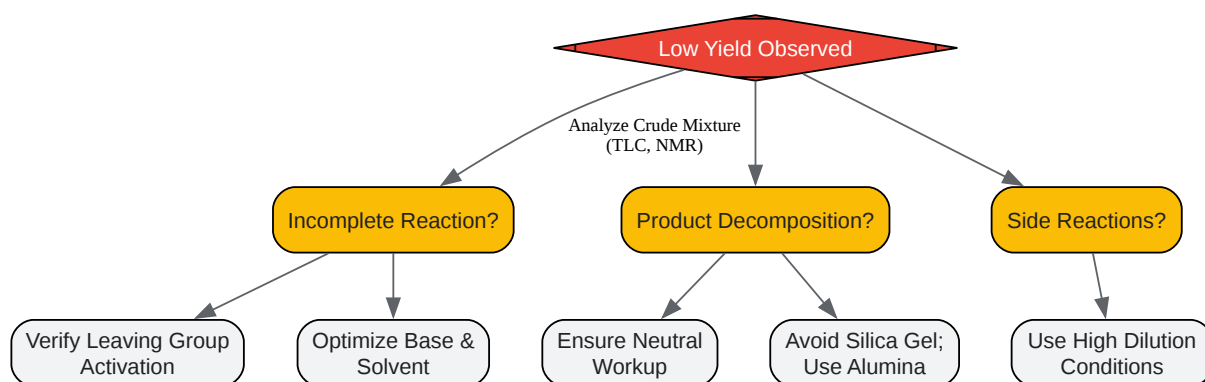 Low Yield Observed
Analyze Crude Mixture
(TLC, NMR)
Incomplete Reaction?
Product Decomposition?
Side Reactions?
Verify Leaving Group
Activation
Optimize Base &
Solvent
Ensure Neutral
Workup
Avoid Silica Gel;
Use Alumina
Use High Dilution
Conditions